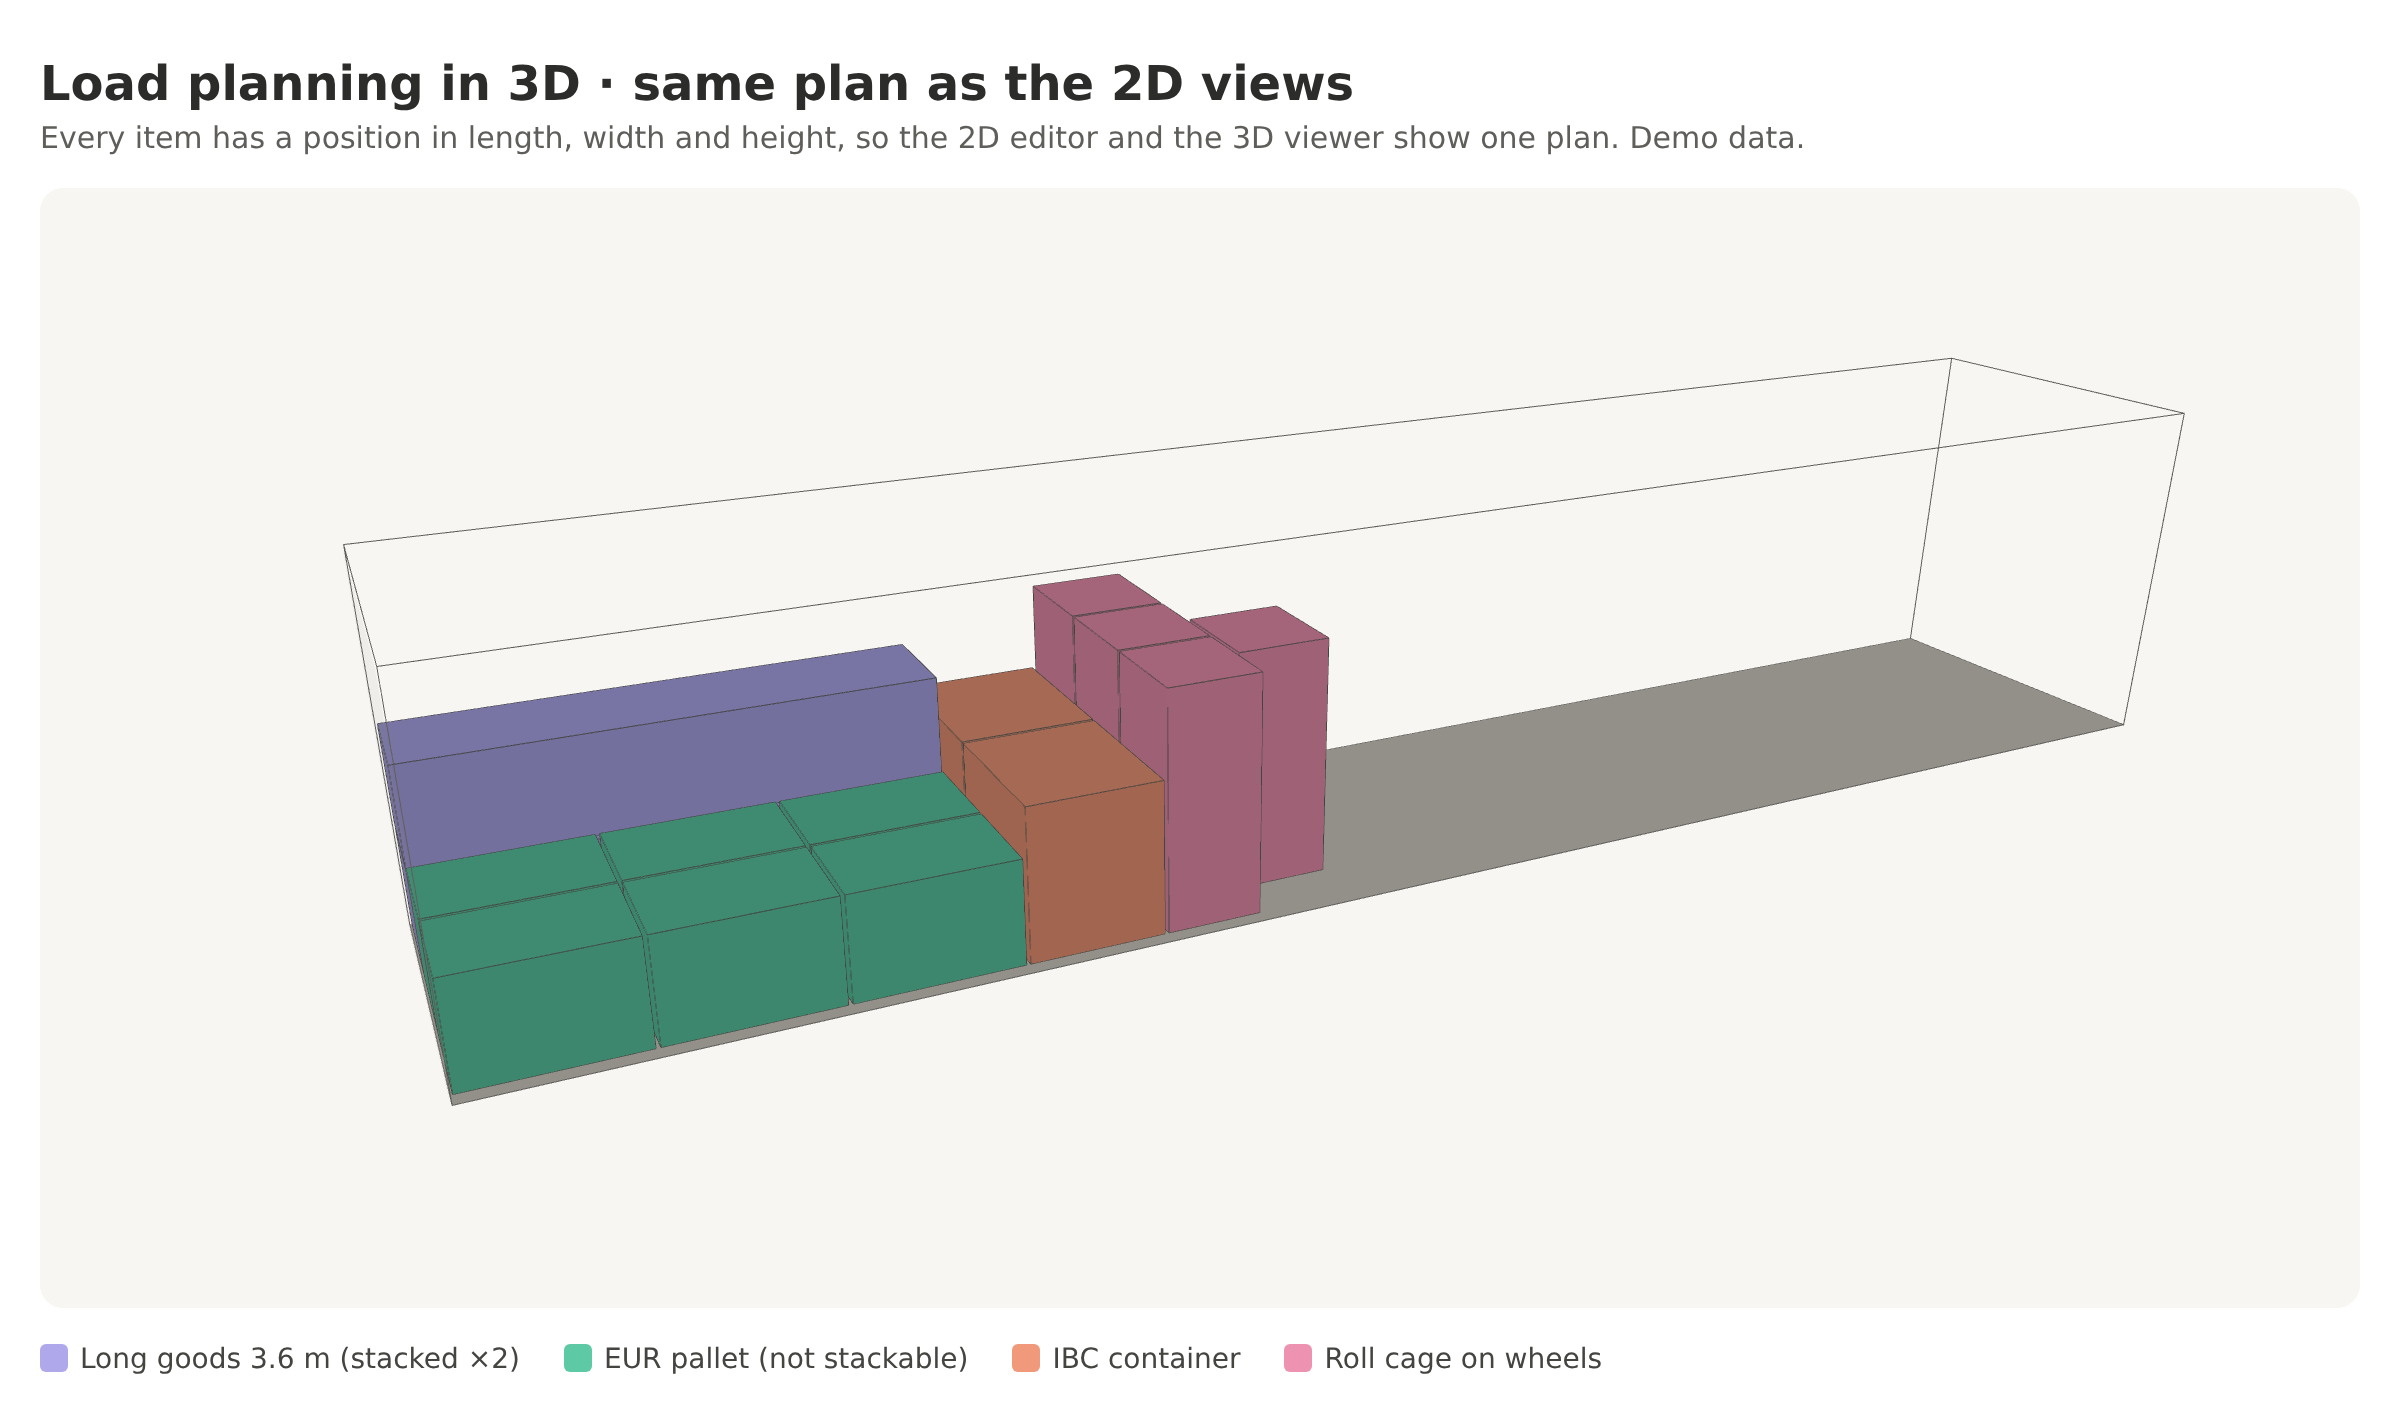 Load planning in 3D · same plan as the 2D views
Every item has a position in length, width and height, so the 2D editor and the 3D viewer show one plan. Demo data.
Long goods 3.6 m (stacked ×2) EUR pallet (not stackable) IBC container Roll cage on wheels